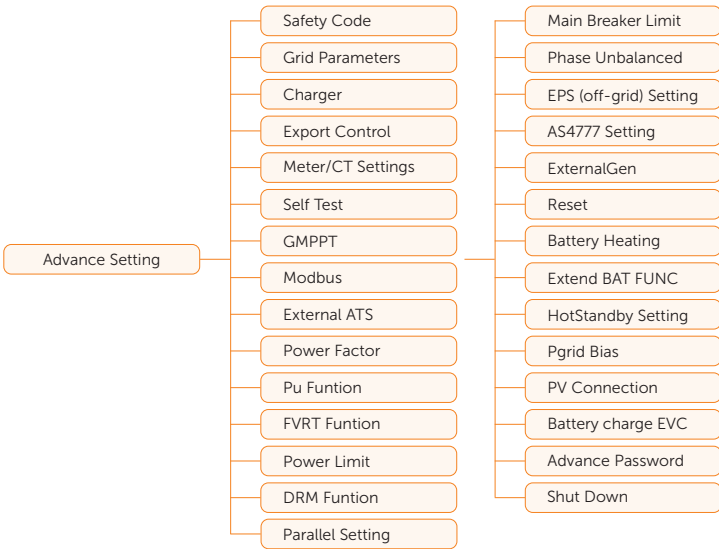 Advance Setting
Safety Code
Grid Parameters
Charger
Export Control
Meter/CT Settings
Self Test
GMPPT
Modbus
External ATS
Power Factor
Pu Funtion
FVRT Funtion
Power Limit
DRM Funtion
Parallel Setting
Main Breaker Limit
Phase Unbalanced
EPS (off-grid) Setting
AS4777 Setting
ExternalGen
Reset
Battery Heating
Extend BAT FUNC
HotStandby Setting
Pgrid Bias
PV Connection
Battery charge EVC
Advance Password
Shut Down